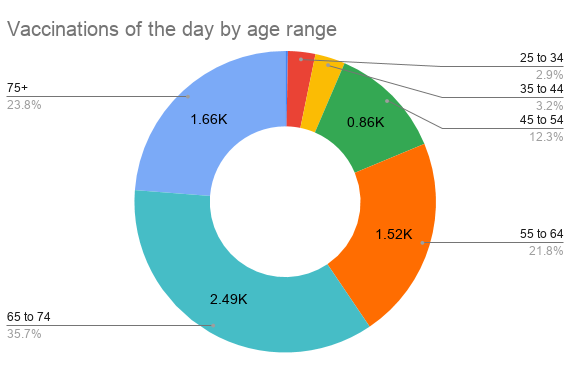 Vaccinations of the day by age range
25 to 34
2.9%
35 to 44
3.2%
45 to 54
12.3%
55 to 64
21.8%
65 to 74
35.7%
75+
23.8%
0.86K
1.52K
2.49K
1.66K